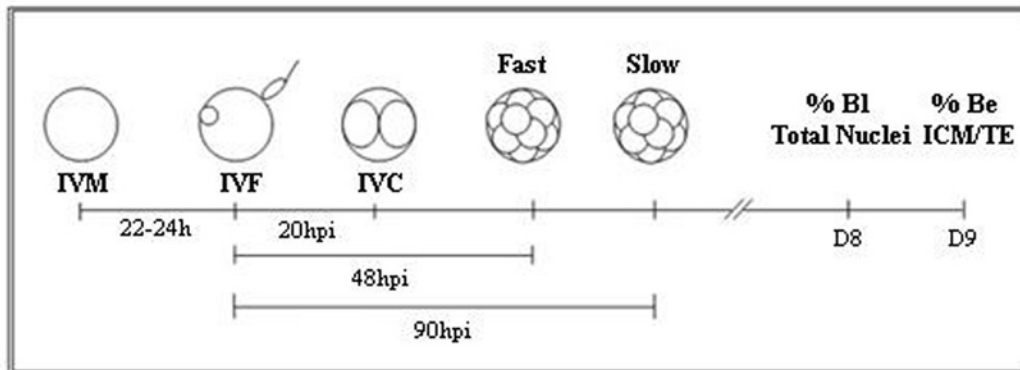 Fast Slow
% Bl % Be
Total Nuclei ICM/TE
IVM IVF IVC
22-24h 20hpi
D8 D9
48hpi
90hpi